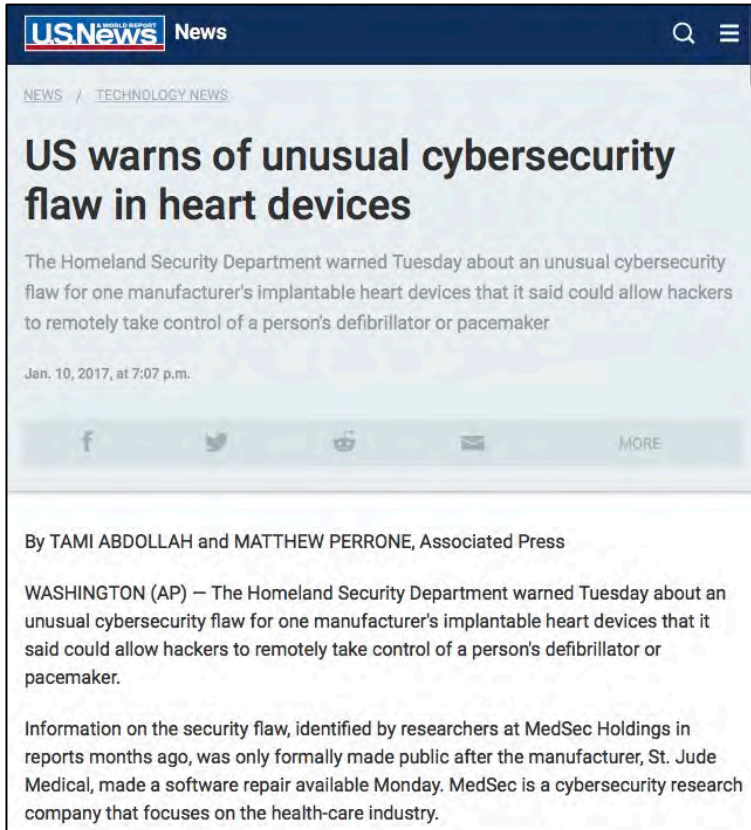 U.S.News & WORLD REPORT News
NEWS / TECHNOLOGY NEWS
US warns of unusual cybersecurity
flaw in heart devices
The Homeland Security Department warned Tuesday about an unusual cybersecurity
flaw for one manufacturer's implantable heart devices that it said could allow hackers
to remotely take control of a person's defibrillator or pacemaker
Jan. 10, 2017, at 7:07 p.m.
MORE
By TAMI ABDOLLAH and MATTHEW PERRONE, Associated Press
WASHINGTON (AP) — The Homeland Security Department warned Tuesday about an
unusual cybersecurity flaw for one manufacturer's implantable heart devices that it
said could allow hackers to remotely take control of a person's defibrillator or
pacemaker.
Information on the security flaw, identified by researchers at MedSec Holdings in
reports months ago, was only formally made public after the manufacturer, St. Jude
Medical, made a software repair available Monday. MedSec is a cybersecurity research
company that focuses on the health-care industry.